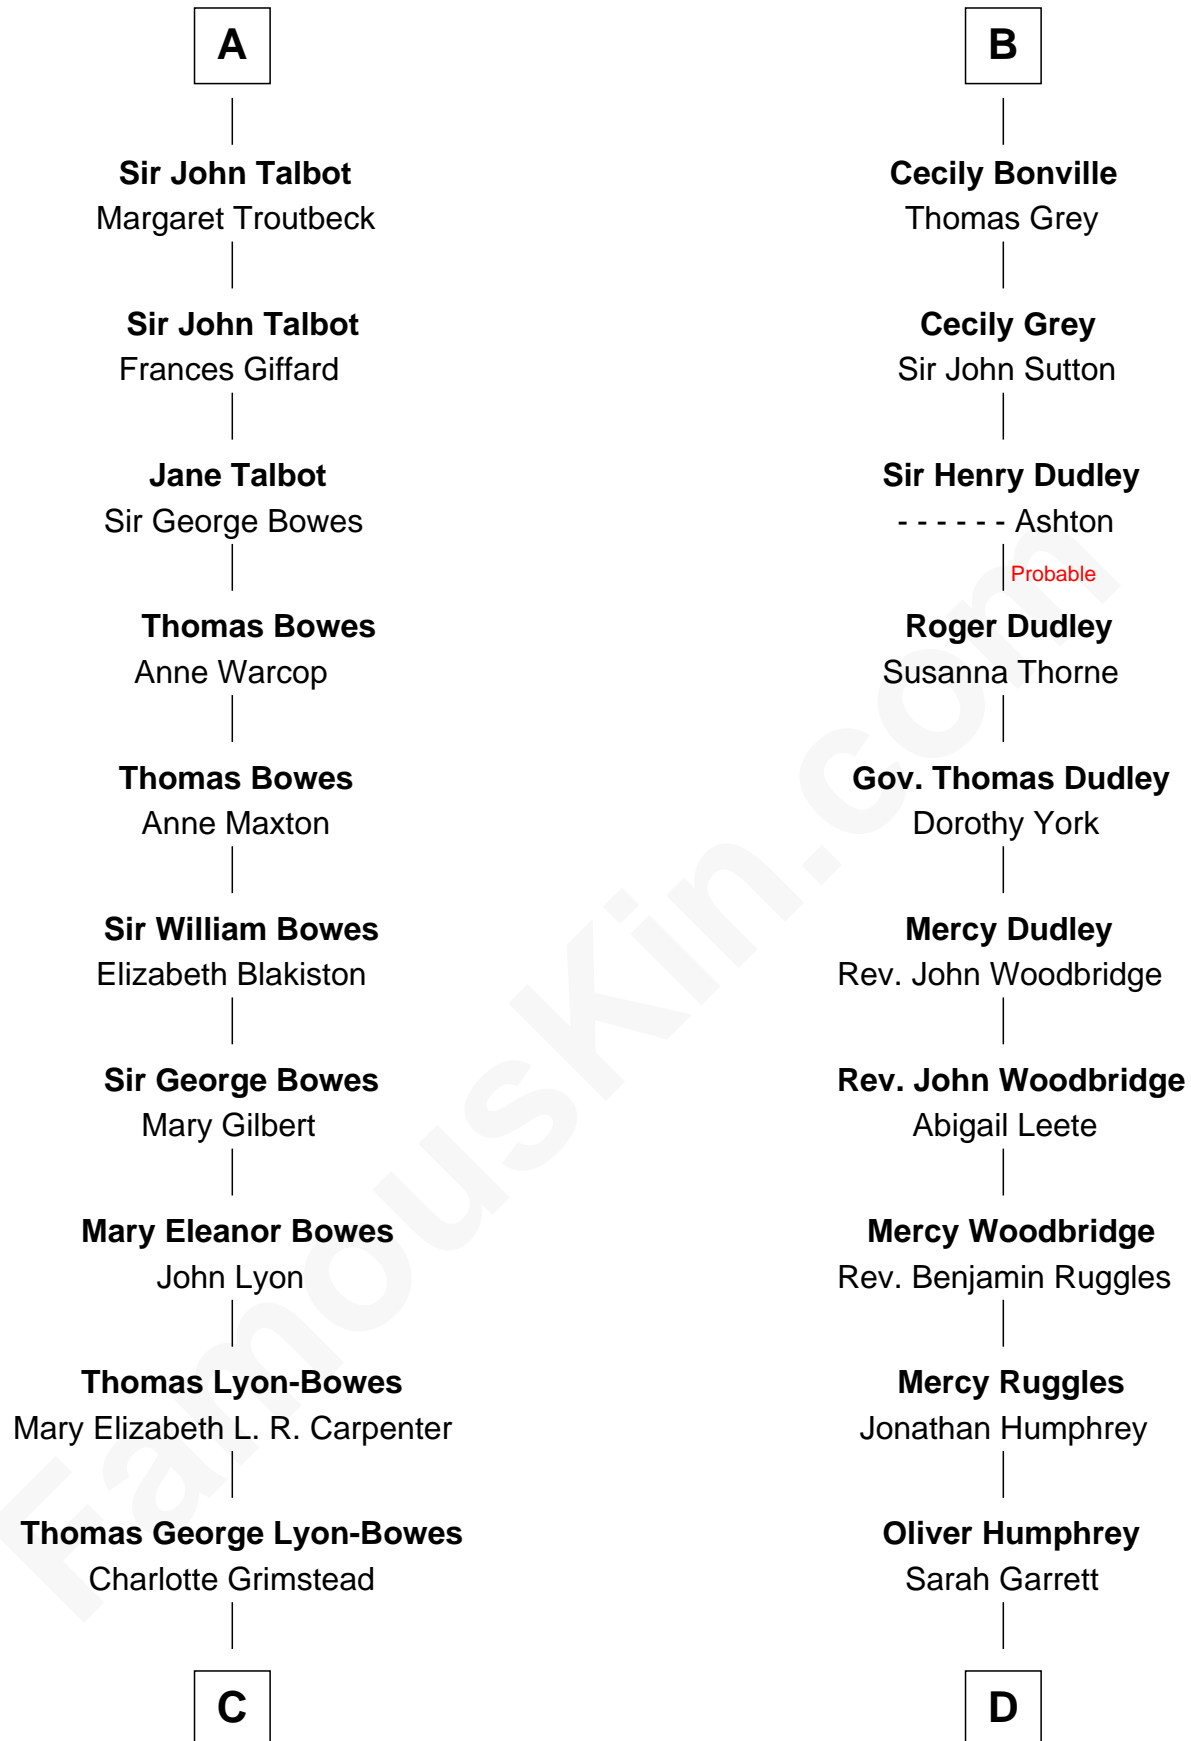 A
Sir John Talbot
Margaret Troutbeck
Sir John Talbot
Frances Giffard
Jane Talbot
Sir George Bowes
Thomas Bowes
Anne Warcop
Thomas Bowes
Anne Maxton
Sir William Bowes
Elizabeth Blakiston
Sir George Bowes
Mary Gilbert
Mary Eleanor Bowes
John Lyon
Thomas Lyon-Bowes
Mary Elizabeth L. R. Carpenter
Thomas George Lyon-Bowes
Charlotte Grimstead
C
B
Cecily Bonville
Thomas Grey
Cecily Grey
Sir John Sutton
Sir Henry Dudley
- - - - - - Ashton
Probable
Roger Dudley
Susanna Thorne
Gov. Thomas Dudley
Dorothy York
Mercy Dudley
Rev. John Woodbridge
Rev. John Woodbridge
Abigail Leete
Mercy Woodbridge
Rev. Benjamin Ruggles
Mercy Ruggles
Jonathan Humphrey
Oliver Humphrey
Sarah Garrett
D
FamousKin.com